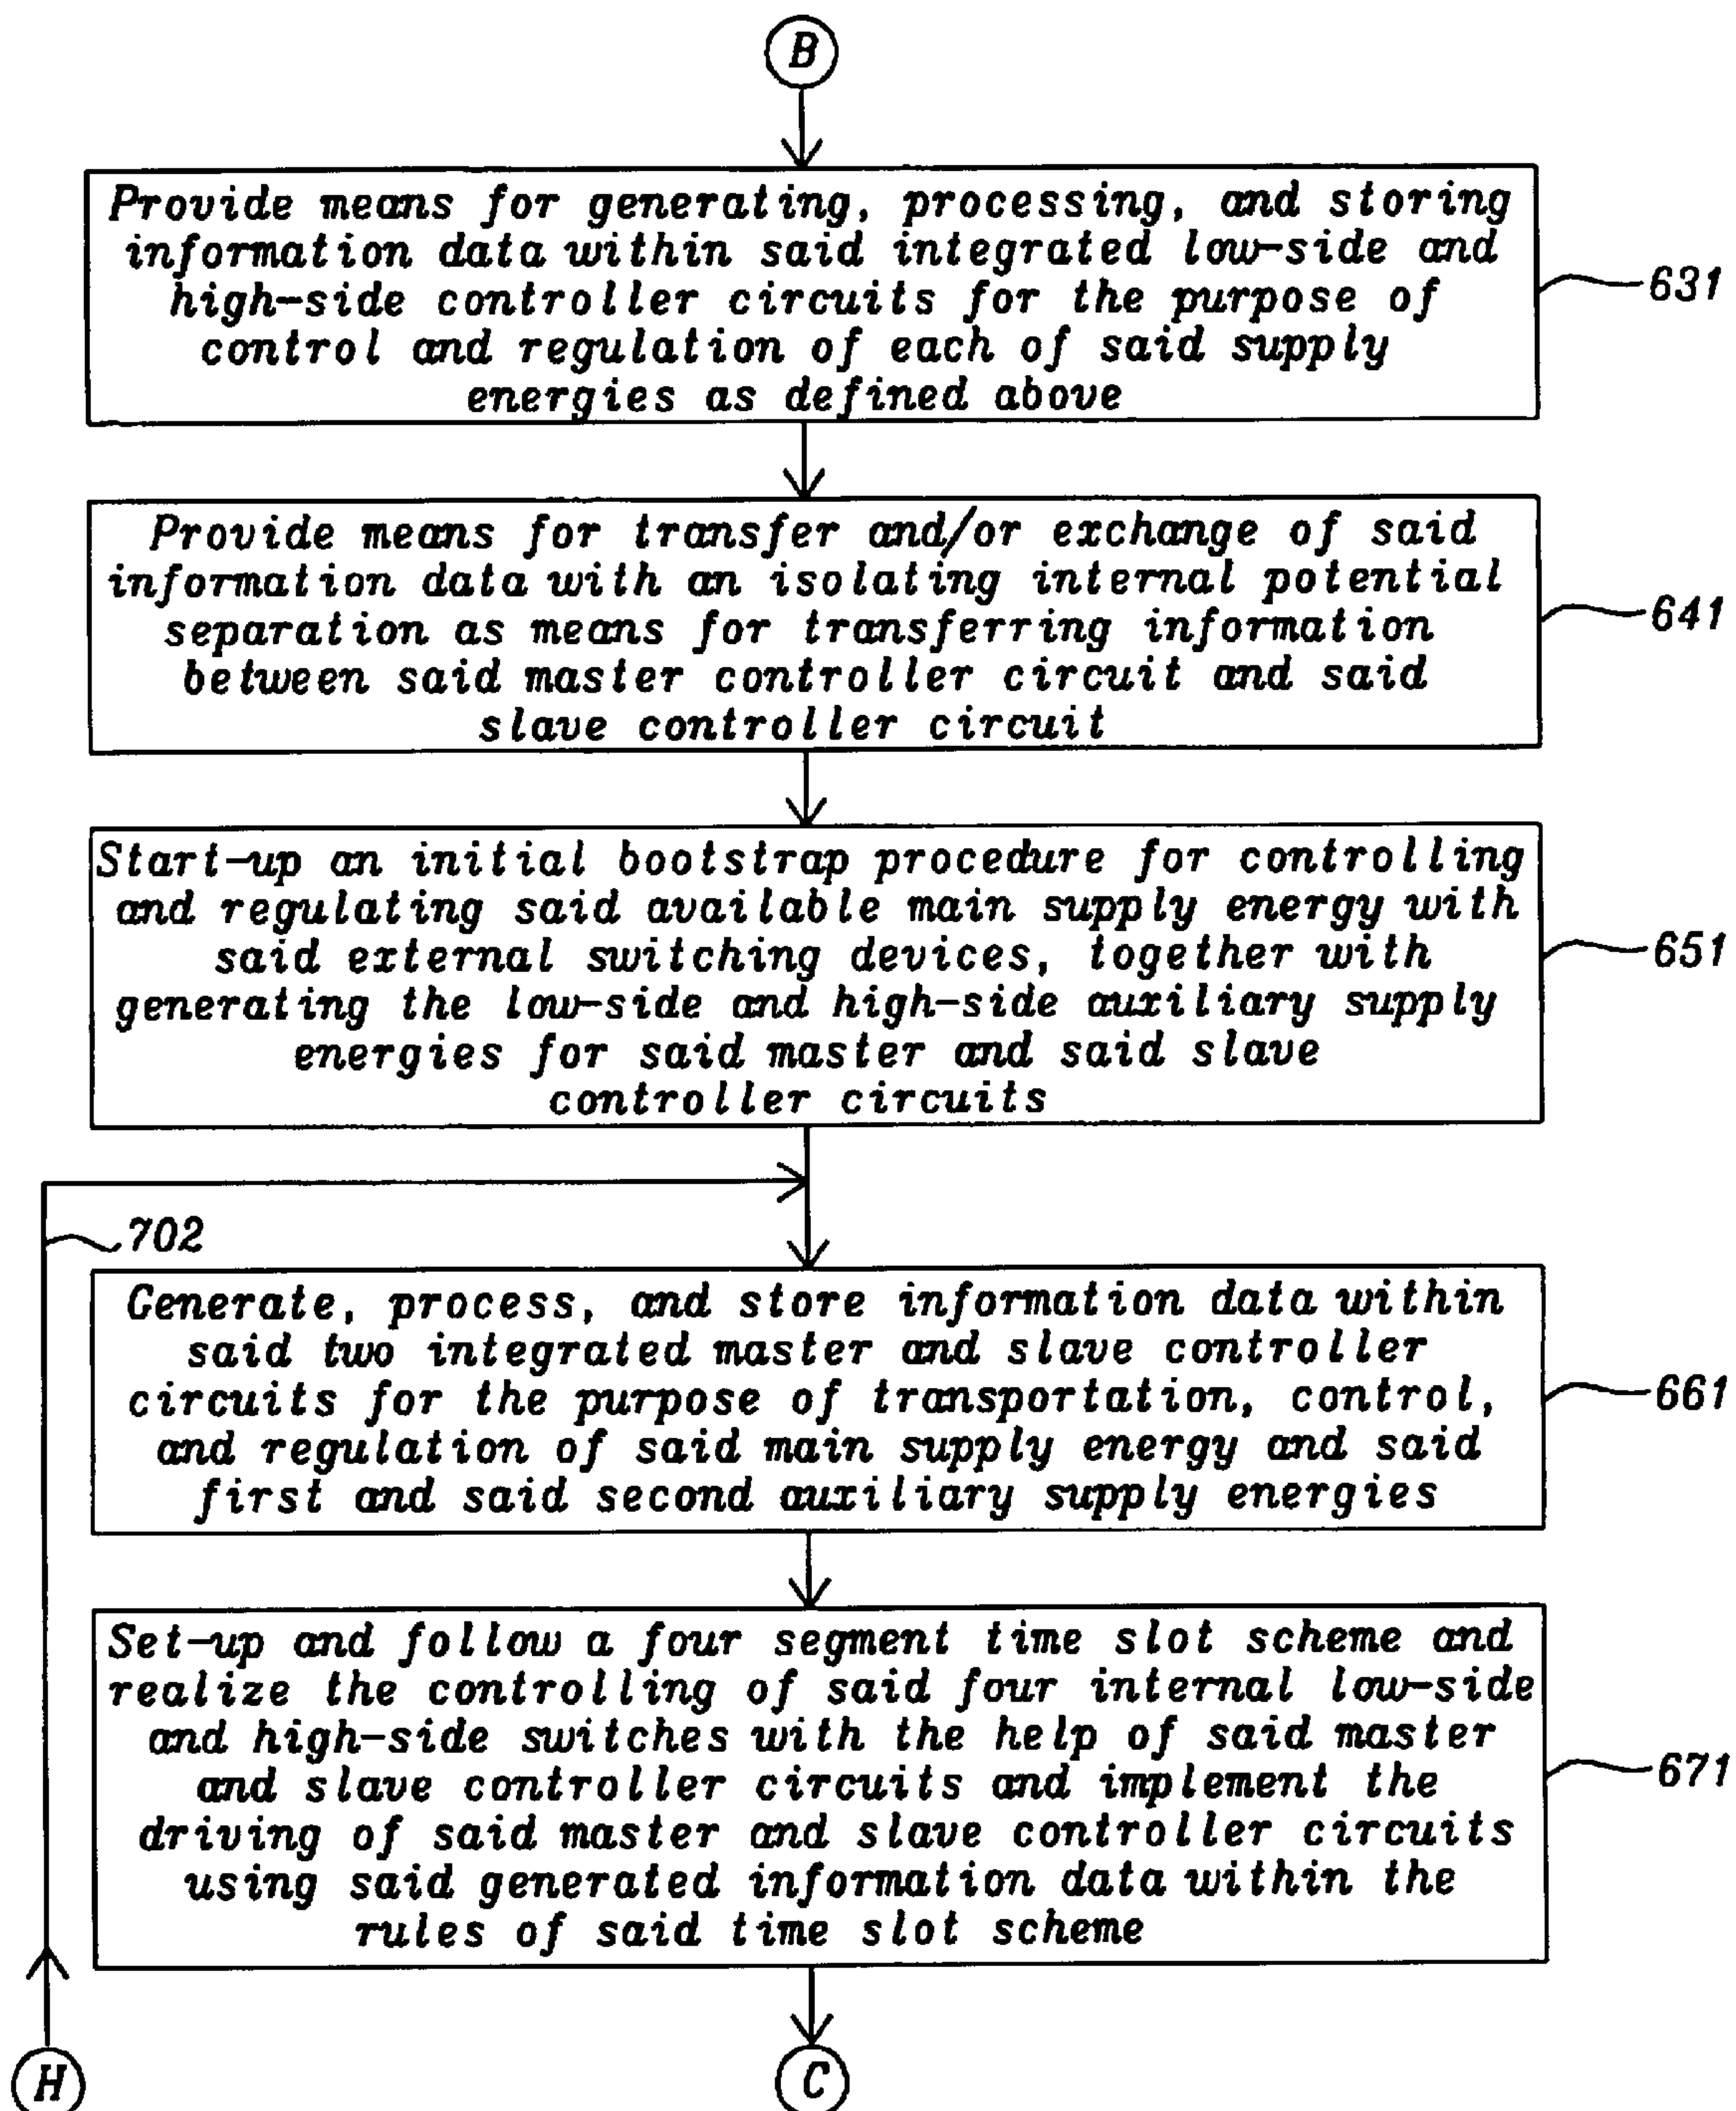 B
Provide means for generating, processing, and storing
information data within said integrated low-side and
high-side controller circuits for the purpose of
control and regulation of each of said supply
energies as defined above
631
Provide means for transfer and/or exchange of said
information data with an isolating internal potential
separation as means for transferring information
between said master controller circuit and said
slave controller circuit
641
Start-up an initial bootstrap procedure for controlling
and regulating said available main supply energy with
said external switching devices, together with
generating the low-side and high-side auxiliary supply
energies for said master and said slave
controller circuits
651
702
Generate, process, and store information data within
said two integrated master and slave controller
circuits for the purpose of transportation, control,
and regulation of said main supply energy and said
first and said second auxiliary supply energies
661
Set-up and follow a four segment time slot scheme and
realize the controlling of said four internal low-side
and high-side switches with the help of said master
and slave controller circuits and implement the
driving of said master and slave controller circuits
using said generated information data within the
rules of said time slot scheme
671
H
C